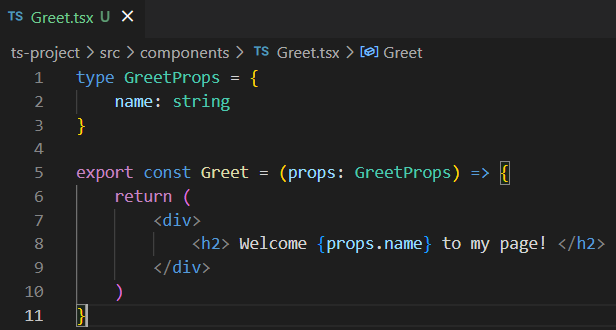 TS Greet.tsx U ×
ts-project > src > components > TS Greet.tsx > Greet
1 type GreetProps = {
2     name: string
3 }
4
5 export const Greet = (props: GreetProps) => {
6     return (
7         <div>
8             <h2> Welcome {props.name} to my page! </h2>
9         </div>
10     )
11 }